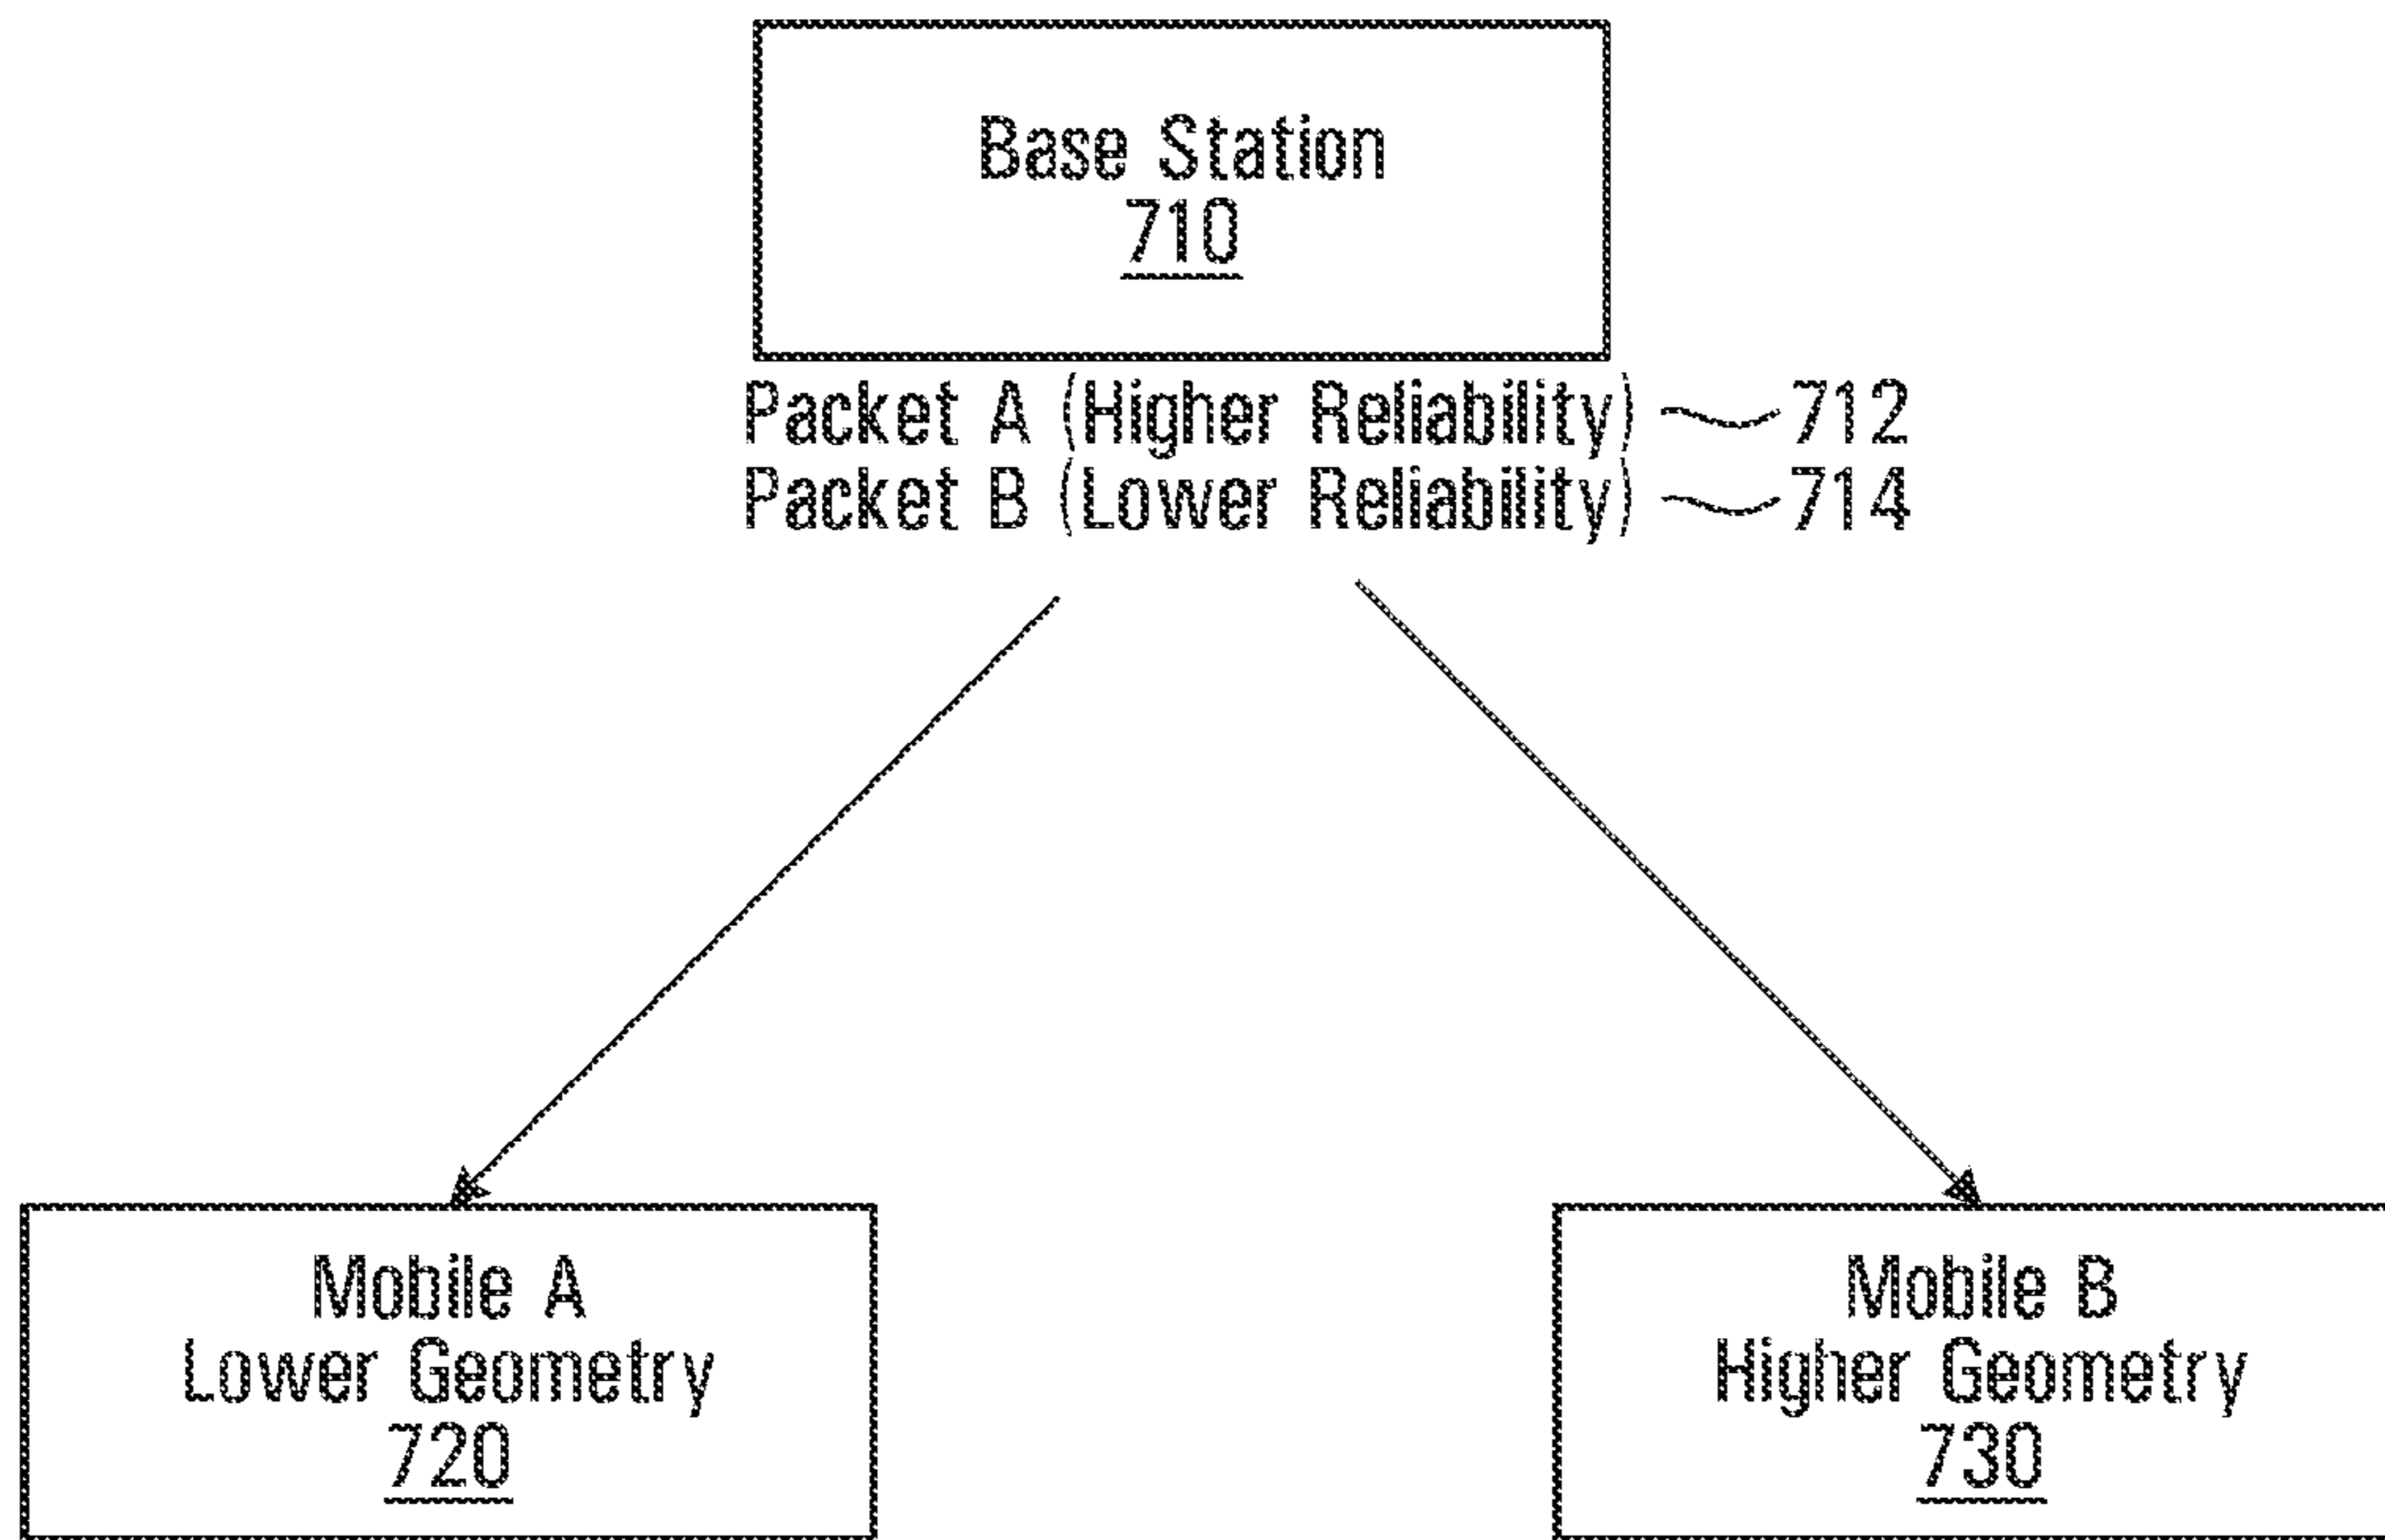 Base Station
710
Packet A (Higher Reliability) 712
Packet B (Lower Reliability) 714
Mobile A
Lower Geometry
720
Mobile B
Higher Geometry
730